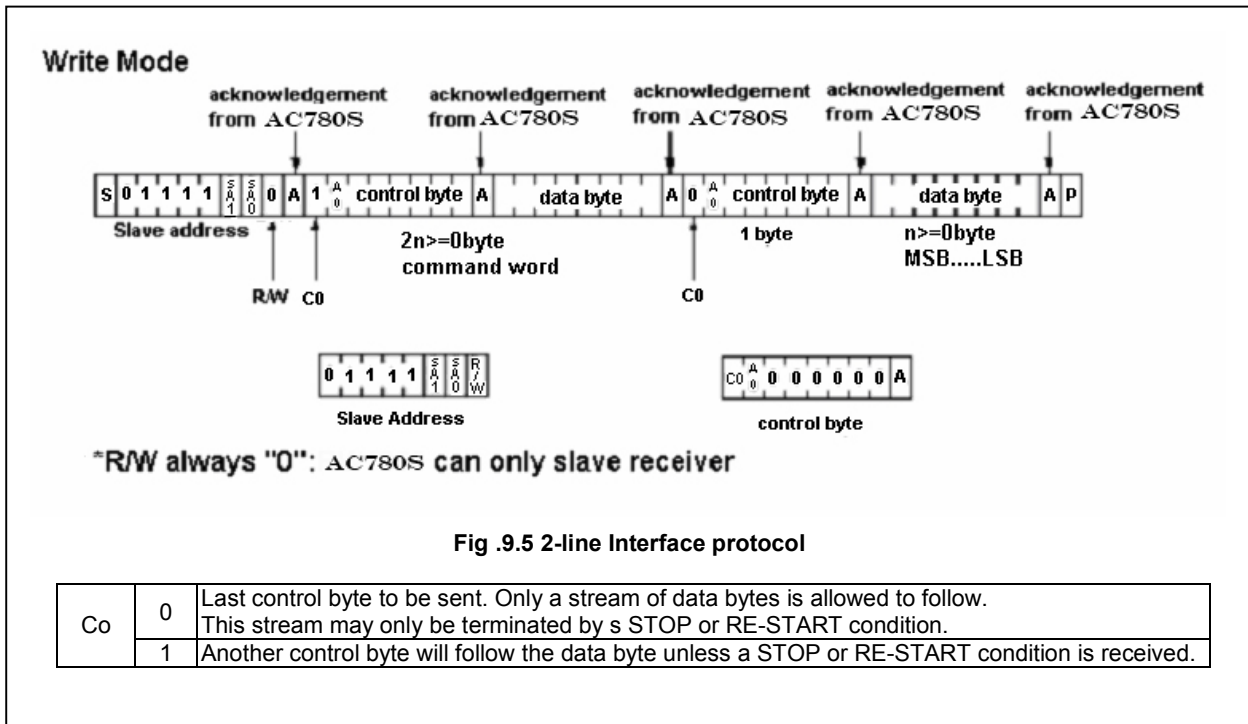 Write Mode
acknowledgement acknowledgement acknowledgement acknowledgement acknowledgement
from AC780S from AC780S from AC780S from AC780S from AC780S
S 0 1 1 1 1 SA1 SA0 0 A 1 A0 control byte A data byte A 0 A0 control byte A data byte A P
Slave address 2n>=0byte 1 byte n>=0byte
command word MSB.....LSB
R/W C0 C0
0 1 1 1 1 SA1 SA0 R/W C0 A0 0 0 0 0 0 0 A
Slave Address control byte
*R/W always "0": AC780S can only slave receiver
Fig .9.5 2-line Interface protocol
Co 0 Last control byte to be sent. Only a stream of data bytes is allowed to follow.
This stream may only be terminated by s STOP or RE-START condition.
1 Another control byte will follow the data byte unless a STOP or RE-START condition is received.